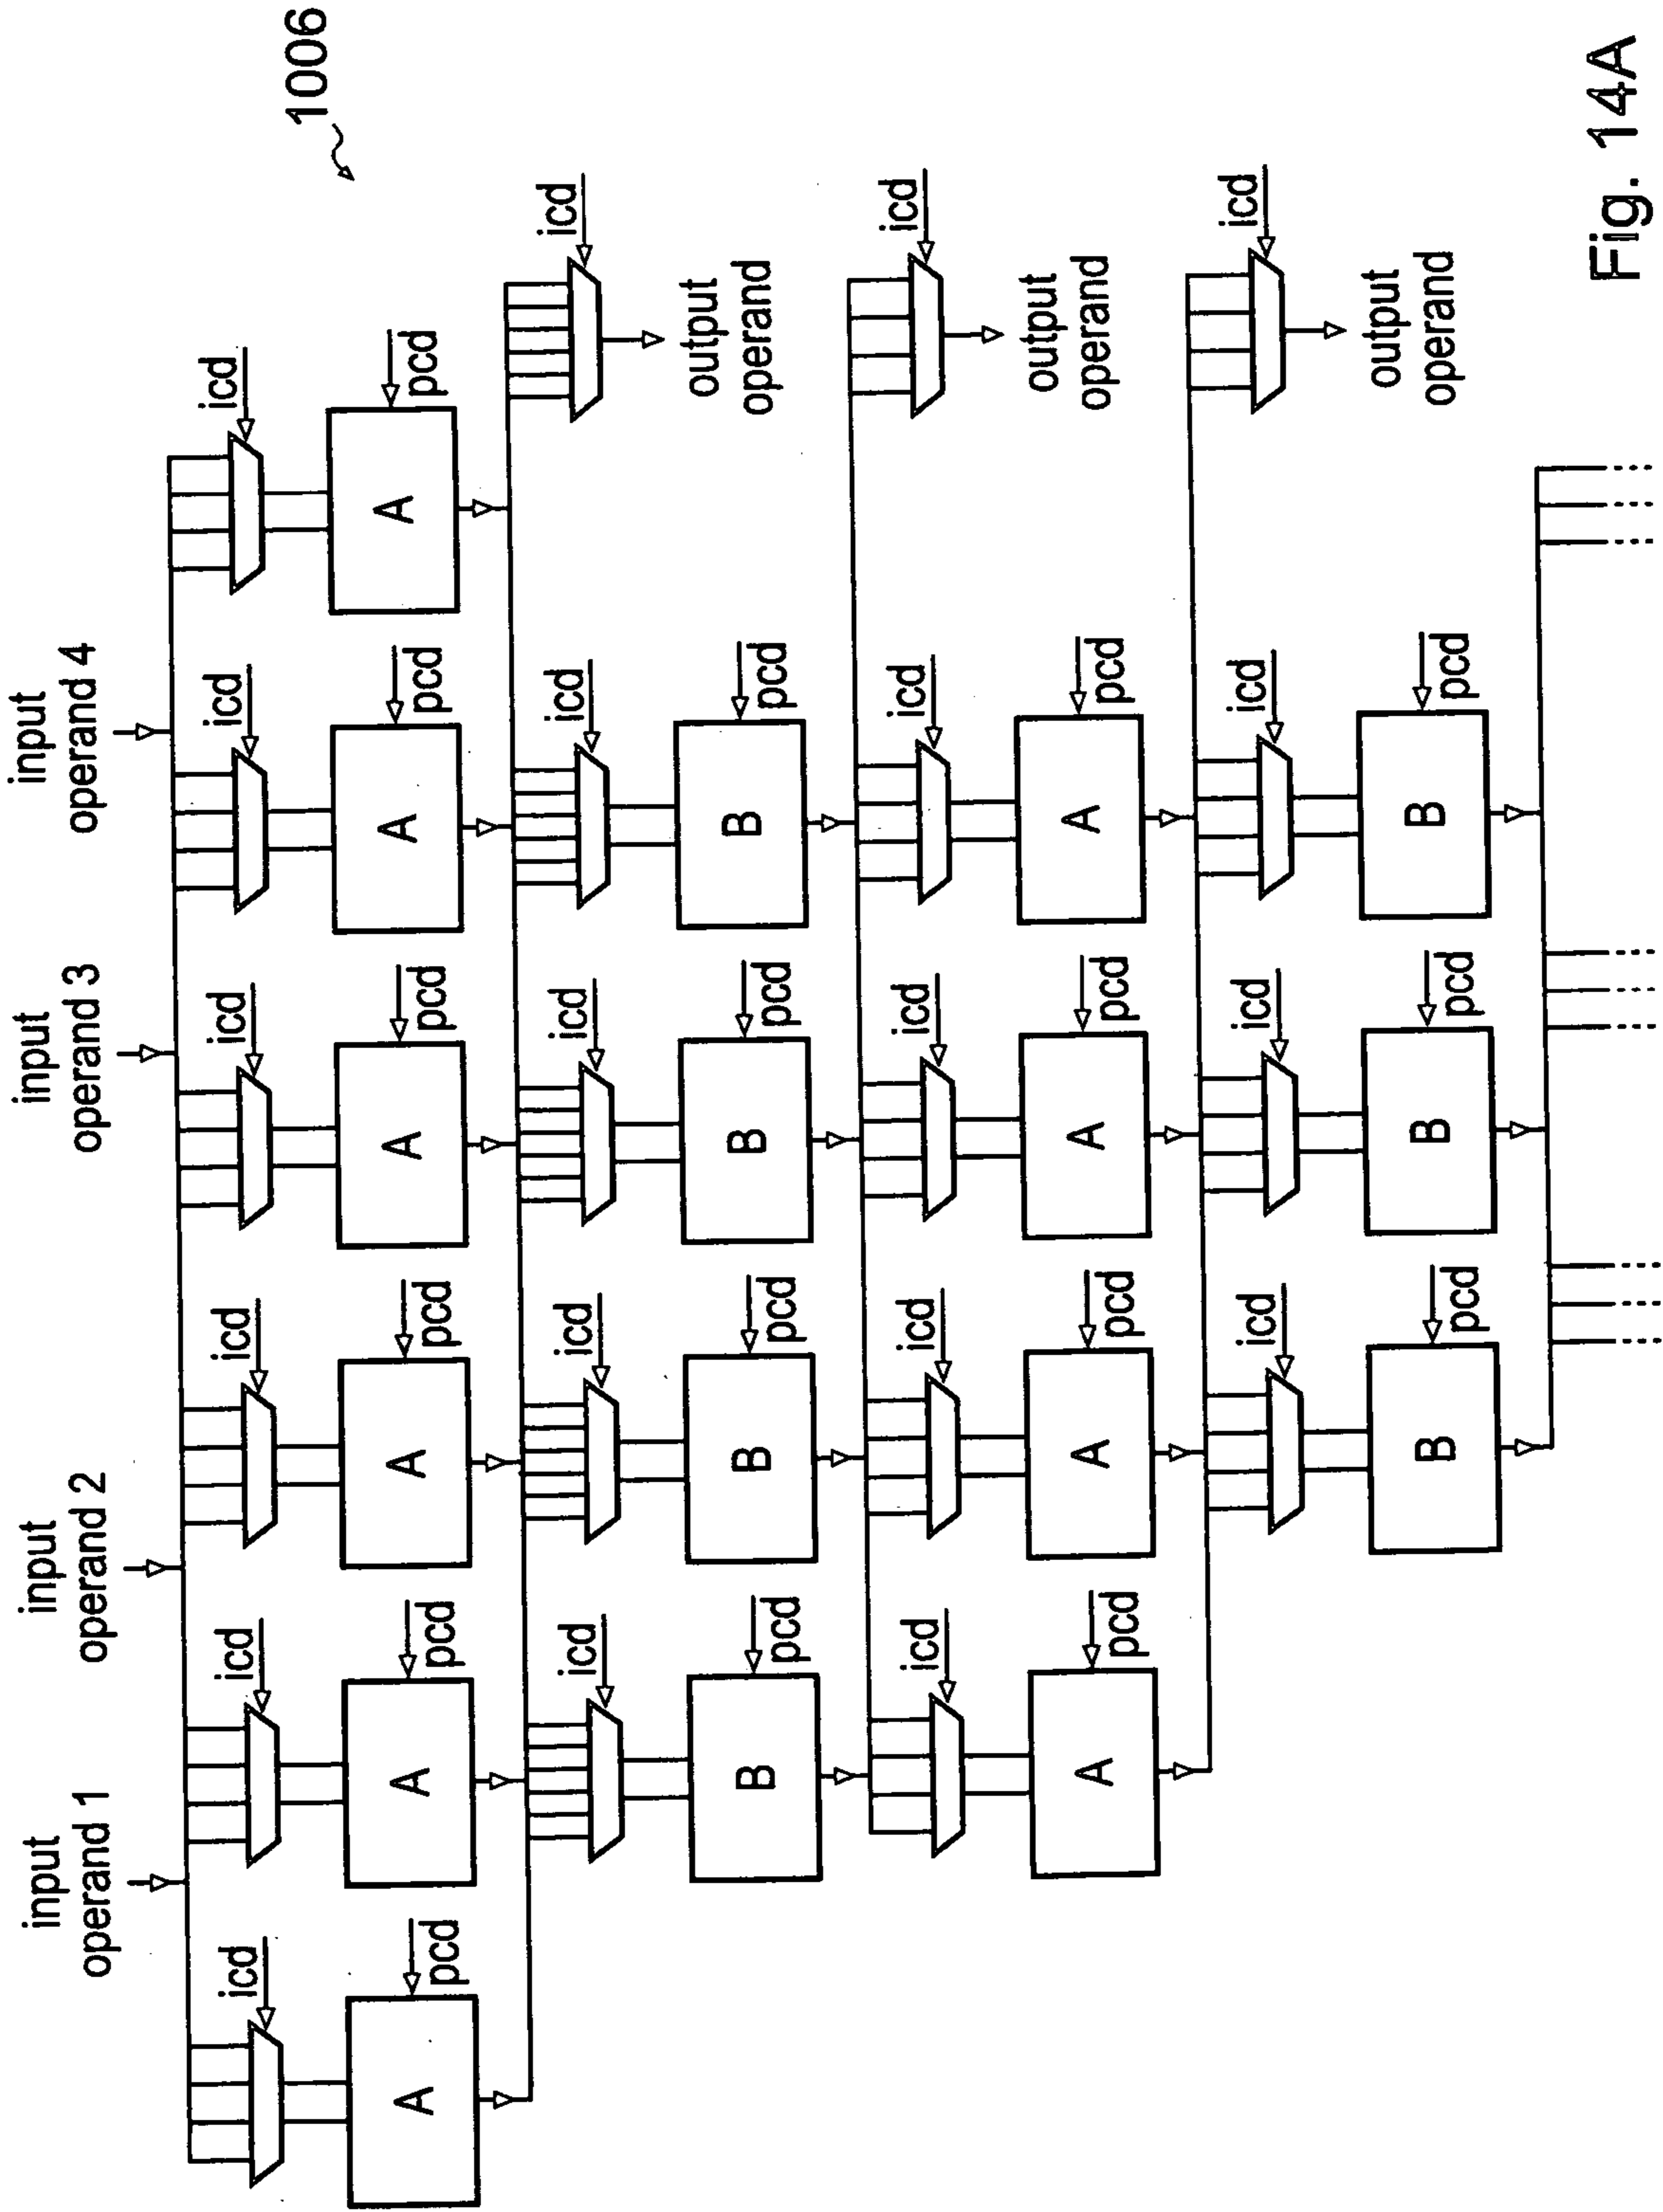 input
operand 1
input
operand 2
input
operand 3
input
operand 4
1006
icd
icd
icd
icd
icd
icd
pcd
pcd
pcd
pcd
pcd
pcd
A
A
A
A
A
A
icd
icd
icd
icd
icd
pcd
pcd
pcd
pcd
B
B
B
B
output
operand
icd
icd
icd
icd
icd
pcd
pcd
pcd
pcd
A
A
A
A
output
operand
icd
icd
icd
icd
pcd
pcd
pcd
B
B
B
output
operand
Fig. 14A